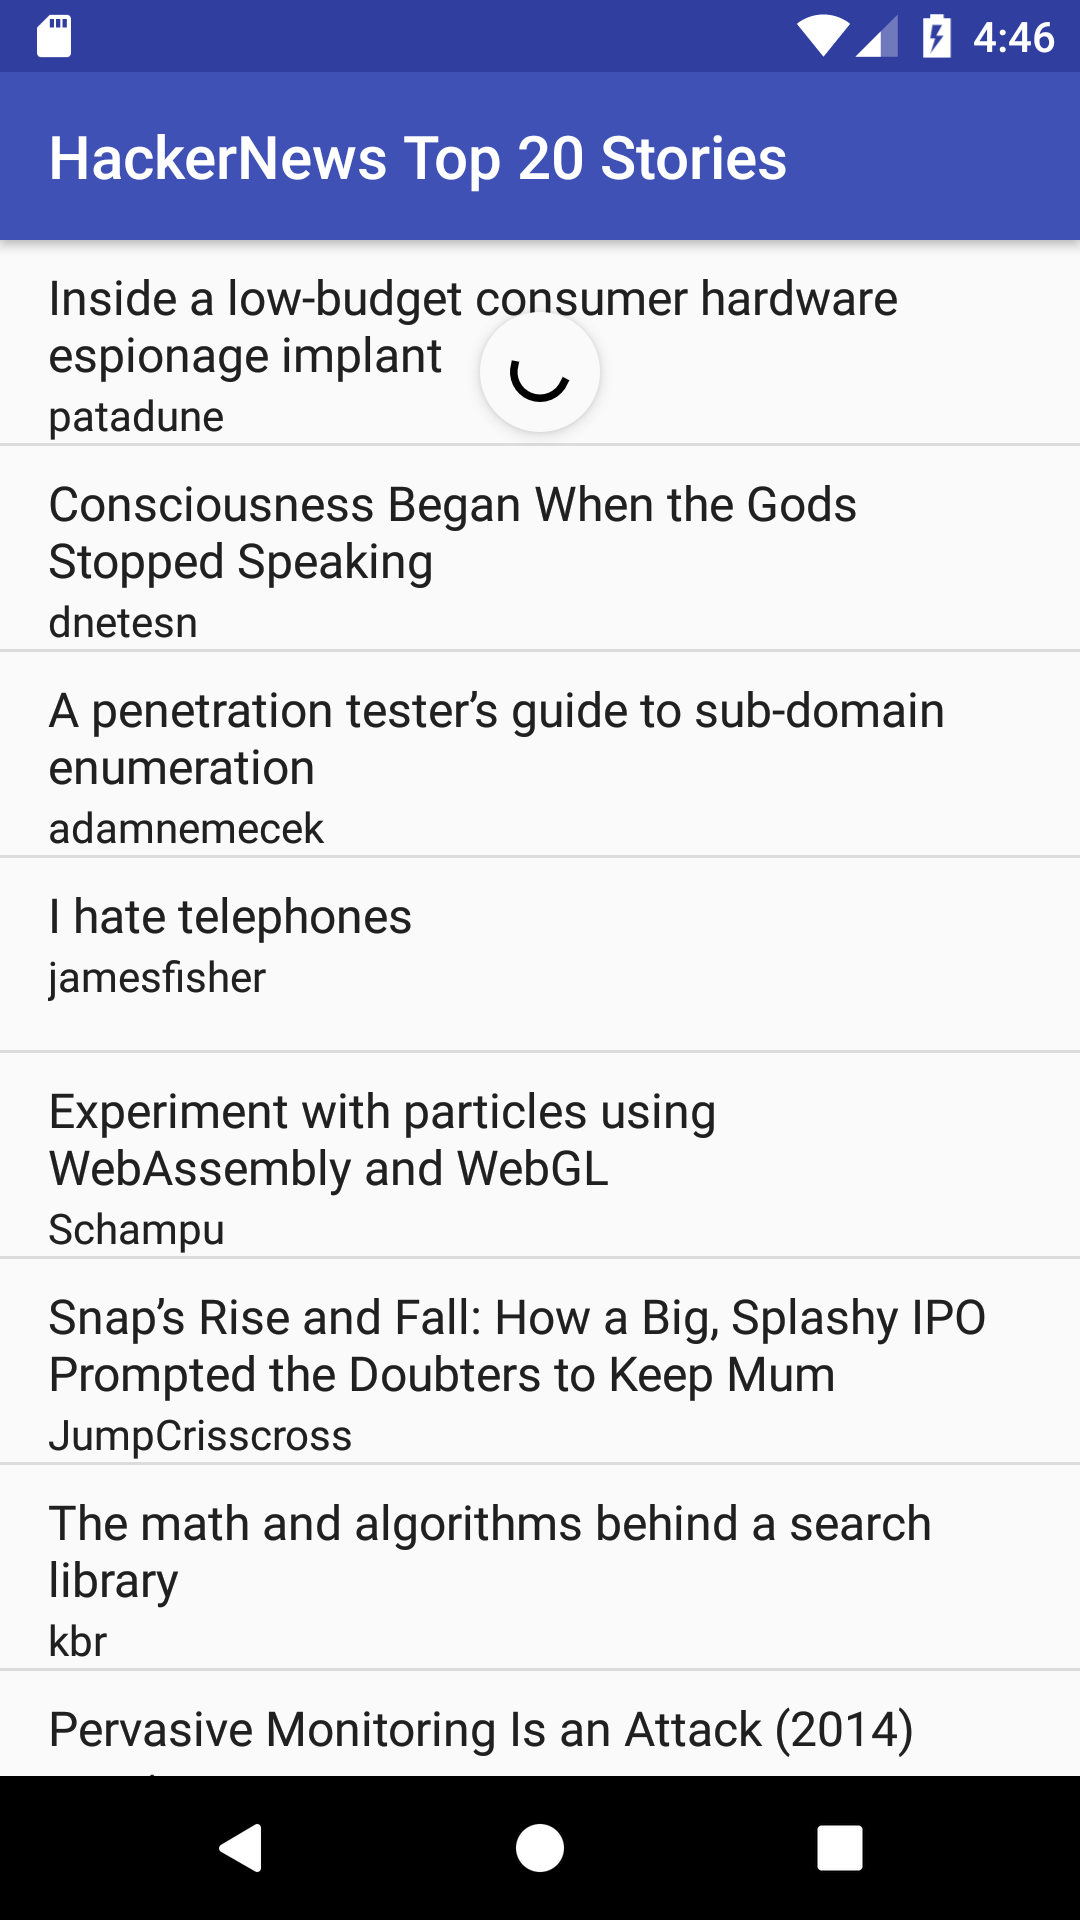 4:46
HackerNews Top 20 Stories
Inside a low-budget consumer hardware
espionage implant
patadune
Consciousness Began When the Gods
Stopped Speaking
dnetesn
A penetration tester’s guide to sub-domain
enumeration
adamnemecek
I hate telephones
jamesfisher
Experiment with particles using
WebAssembly and WebGL
Schampu
Snap’s Rise and Fall: How a Big, Splashy IPO
Prompted the Doubters to Keep Mum
JumpCrisscross
The math and algorithms behind a search
library
kbr
Pervasive Monitoring Is an Attack (2014)